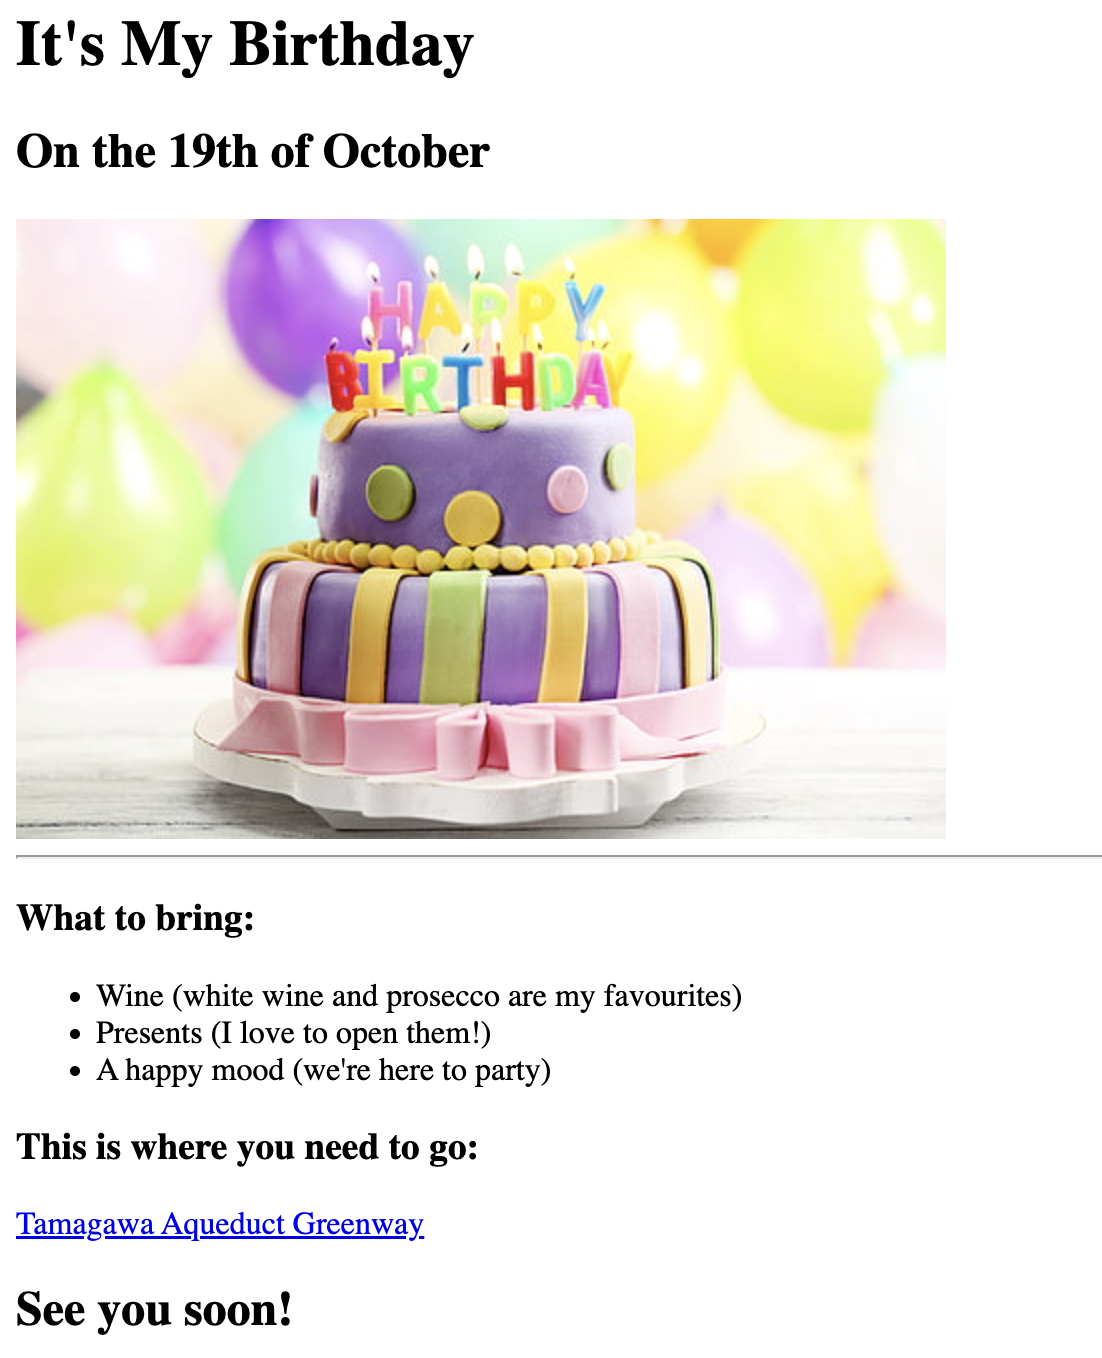 It's My Birthday
On the 19th of October
HAPPY
BIRTHDAY
What to bring:
Wine (white wine and prosecco are my favourites)
Presents (I love to open them!)
A happy mood (we're here to party)
This is where you need to go:
Tamagawa Aqueduct Greenway
See you soon!